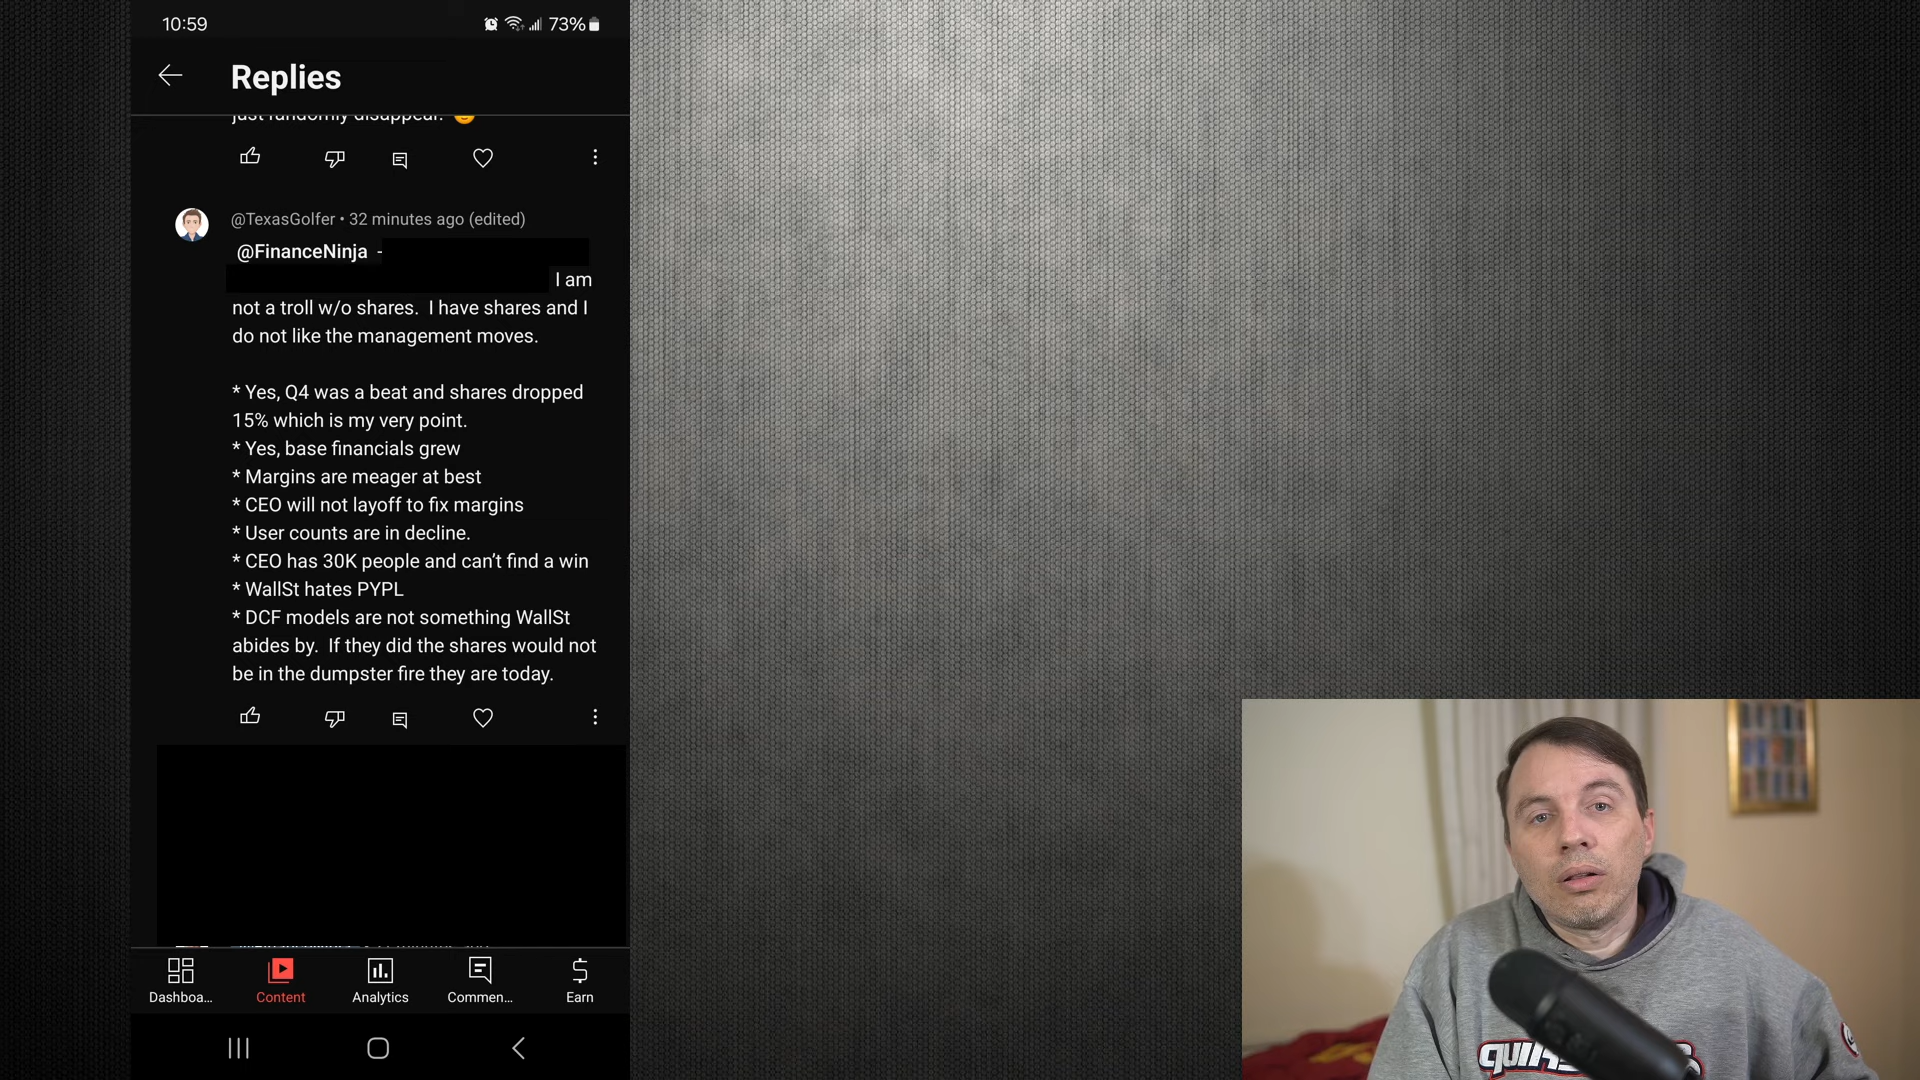 10:59
73%
Replies
just randomly disappear.
@TexasGolfer • 32 minutes ago (edited)
@FinanceNinja -
I am
not a troll w/o shares.  I have shares and I
do not like the management moves.
* Yes, Q4 was a beat and shares dropped
15% which is my very point.
* Yes, base financials grew
* Margins are meager at best
* CEO will not layoff to fix margins
* User counts are in decline.
* CEO has 30K people and can’t find a win
* WallSt hates PYPL
* DCF models are not something WallSt
abides by.  If they did the shares would not
be in the dumpster fire they are today.
Dashboa...
Content
Analytics
Commen...
Earn